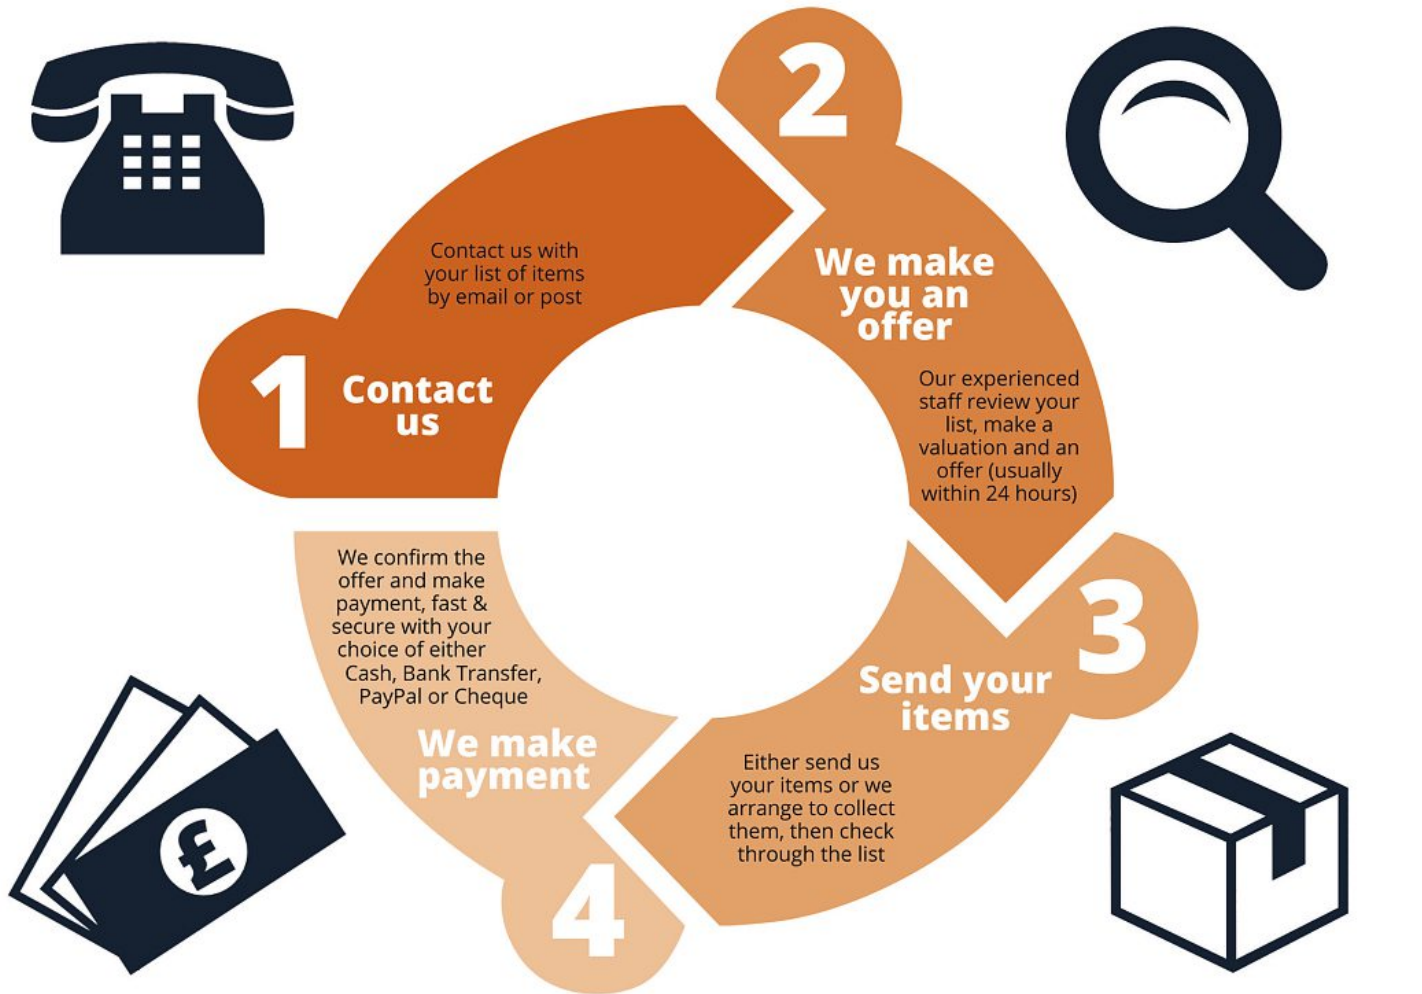 1
Contact
us
Contact us with
your list of items
by email or post
2
We make
you an
offer
Our experienced
staff review your
list, make a
valuation and an
offer (usually
within 24 hours)
3
Send your
items
Either send us
your items or we
arrange to collect
them, then check
through the list
4
We make
payment
We confirm the
offer and make
payment, fast &
secure with your
choice of either
Cash, Bank Transfer,
PayPal or Cheque
£